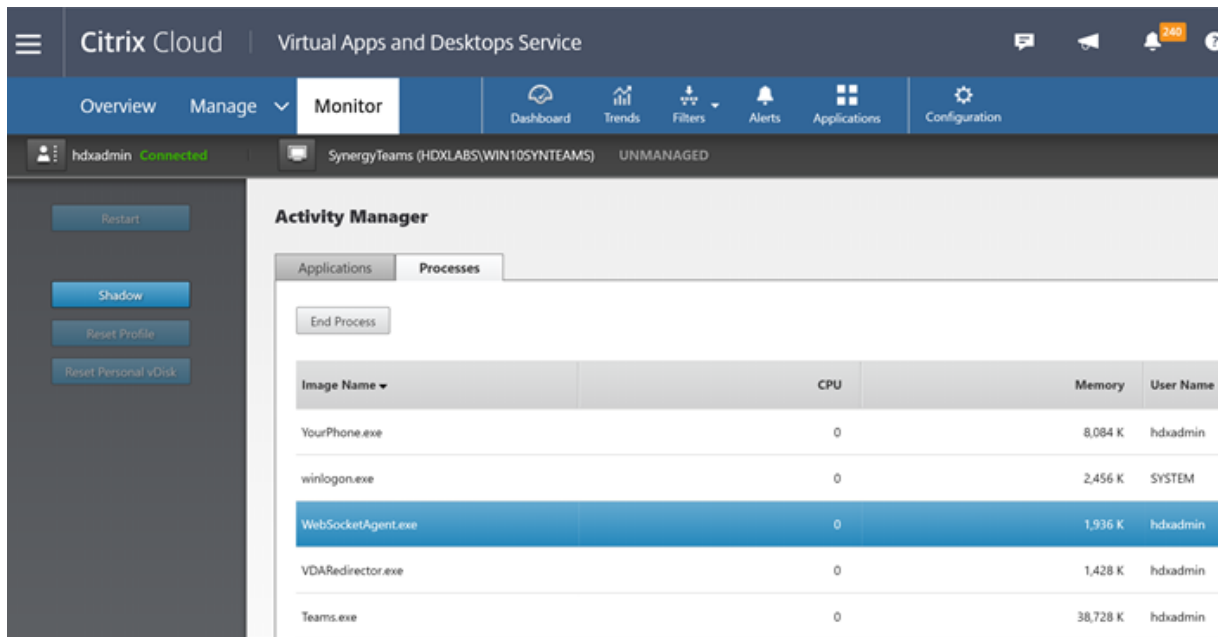 Citrix Cloud Virtual Apps and Desktops Service 240 ?
Overview Manage Monitor Dashboard Trends Filters Alerts Applications Configuration
hdxadmin Connected SynergyTeams (HDXLABS\WIN10SYNTEAMS) UNMANAGED
Restart
Activity Manager
Applications Processes
Shadow
End Process
Reset Profile
Reset Personal vDisk
Image Name CPU Memory User Name
YourPhone.exe 0 8,084 K hdxadmin
winlogon.exe 0 2,456 K SYSTEM
WebSocketAgent.exe 0 1,936 K hdxadmin
VDARedirector.exe 0 1,428 K hdxadmin
Teams.exe 0 38,728 K hdxadmin